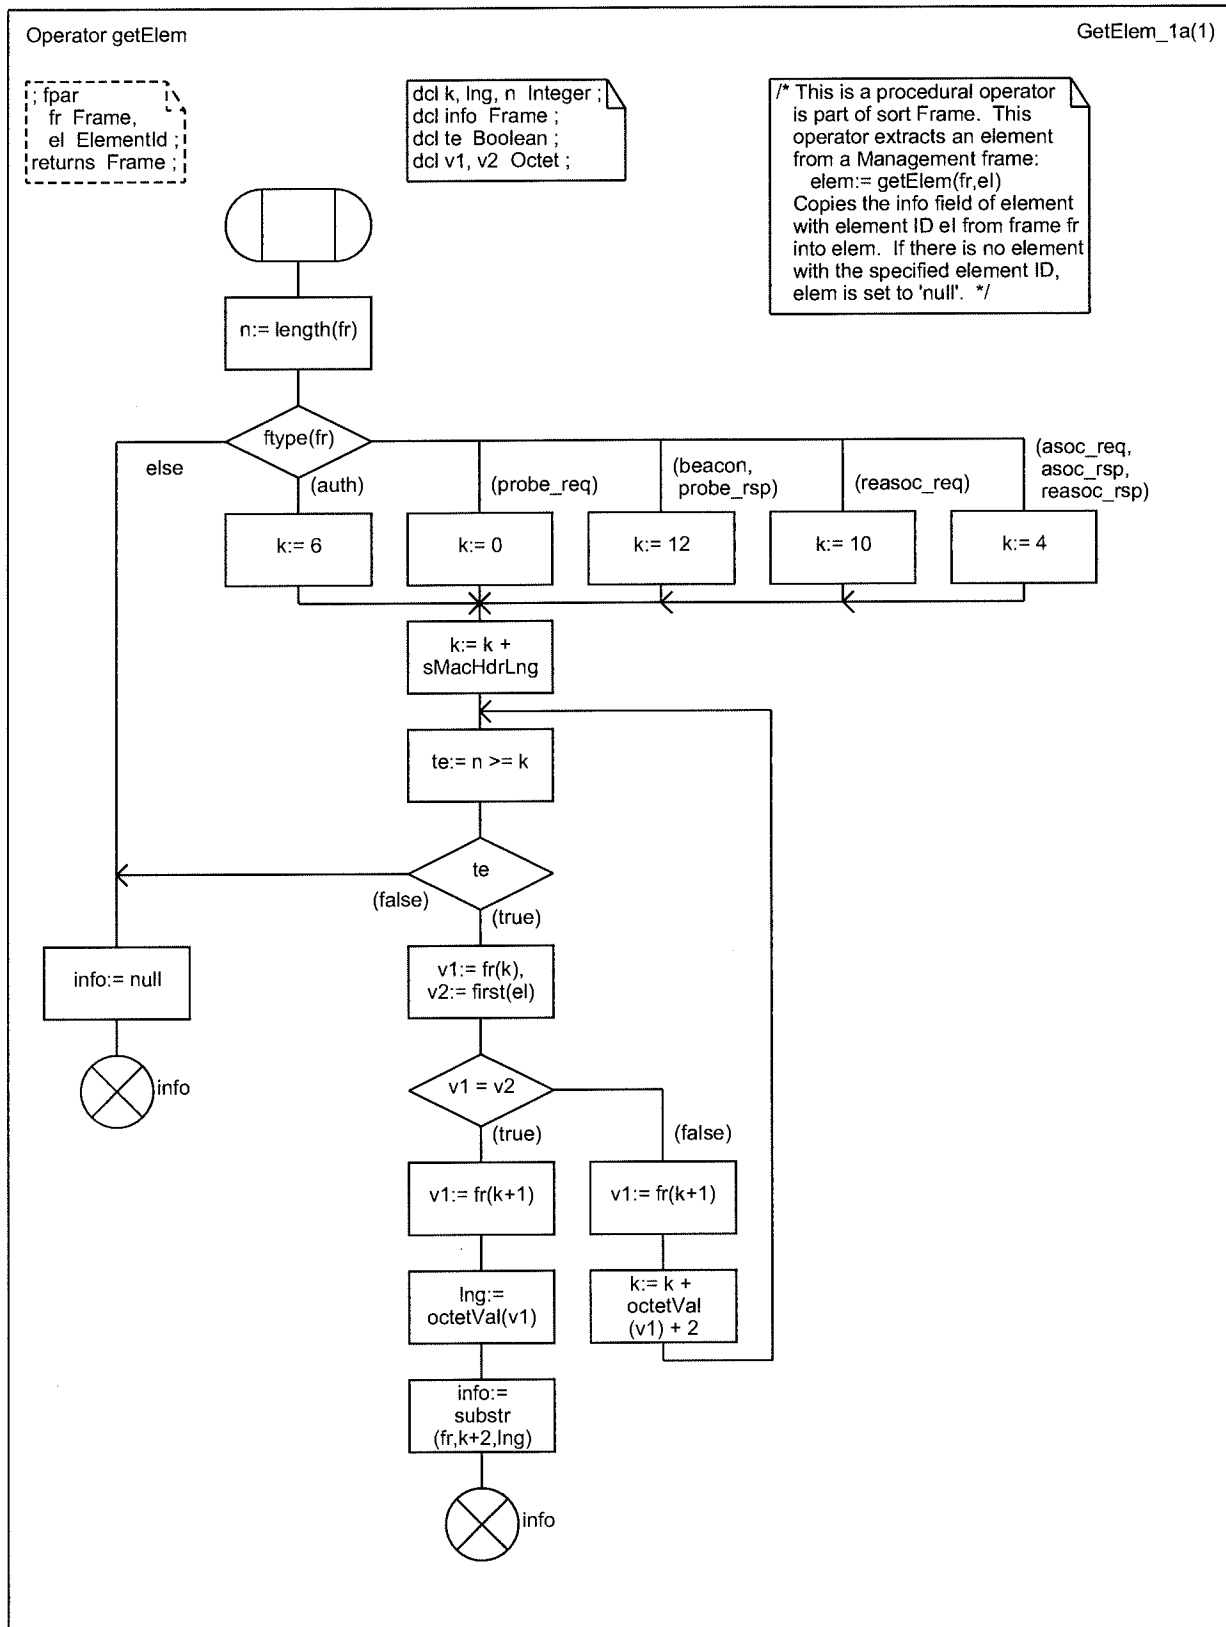 Operator getElem
GetElem_1a(1)
; fpar
fr Frame,
el ElementId ;
returns Frame ;
dcl k, lng, n Integer ;
dcl info Frame ;
dcl te Boolean ;
dcl v1, v2 Octet ;
/* This is a procedural operator
is part of sort Frame. This
operator extracts an element
from a Management frame:
elem:= getElem(fr,el)
Copies the info field of element
with element ID el from frame fr
into elem. If there is no element
with the specified element ID,
elem is set to 'null'. */
n:= length(fr)
ftype(fr)
else
(auth)
(probe_req)
(beacon,
probe_rsp)
(reasoc_req)
(asoc_req,
asoc_rsp,
reasoc_rsp)
k:= 6
k:= 0
k:= 12
k:= 10
k:= 4
k:= k +
sMacHdrLng
te:= n >= k
te
(false)
(true)
info:= null
info
v1:= fr(k),
v2:= first(el)
v1 = v2
(true)
(false)
v1:= fr(k+1)
v1:= fr(k+1)
lng:=
octetVal(v1)
k:= k +
octetVal
(v1) + 2
info:=
substr
(fr,k+2,lng)
info